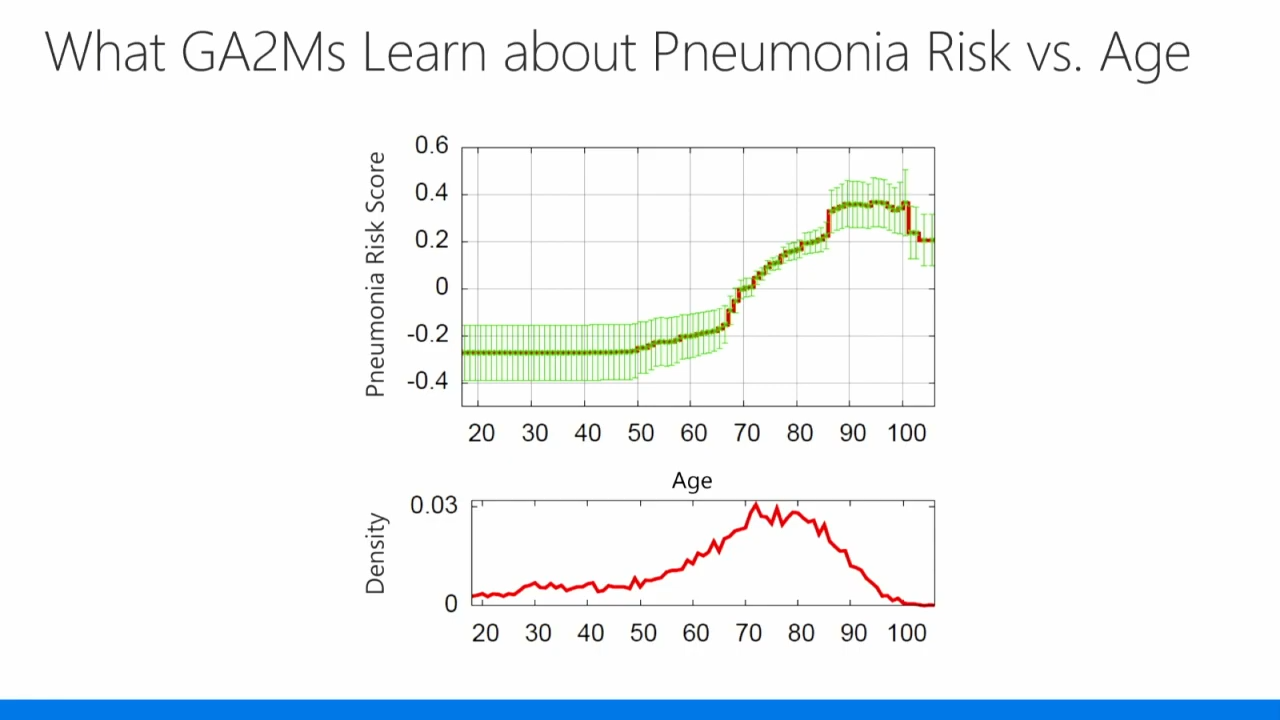 What GA2Ms Learn about Pneumonia Risk vs. Age
Pneumonia Risk Score
0.6
0.4
0.2
0
-0.2
-0.4
20 30 40 50 60 70 80 90 100
Age
Density
0.03
0
20 30 40 50 60 70 80 90 100